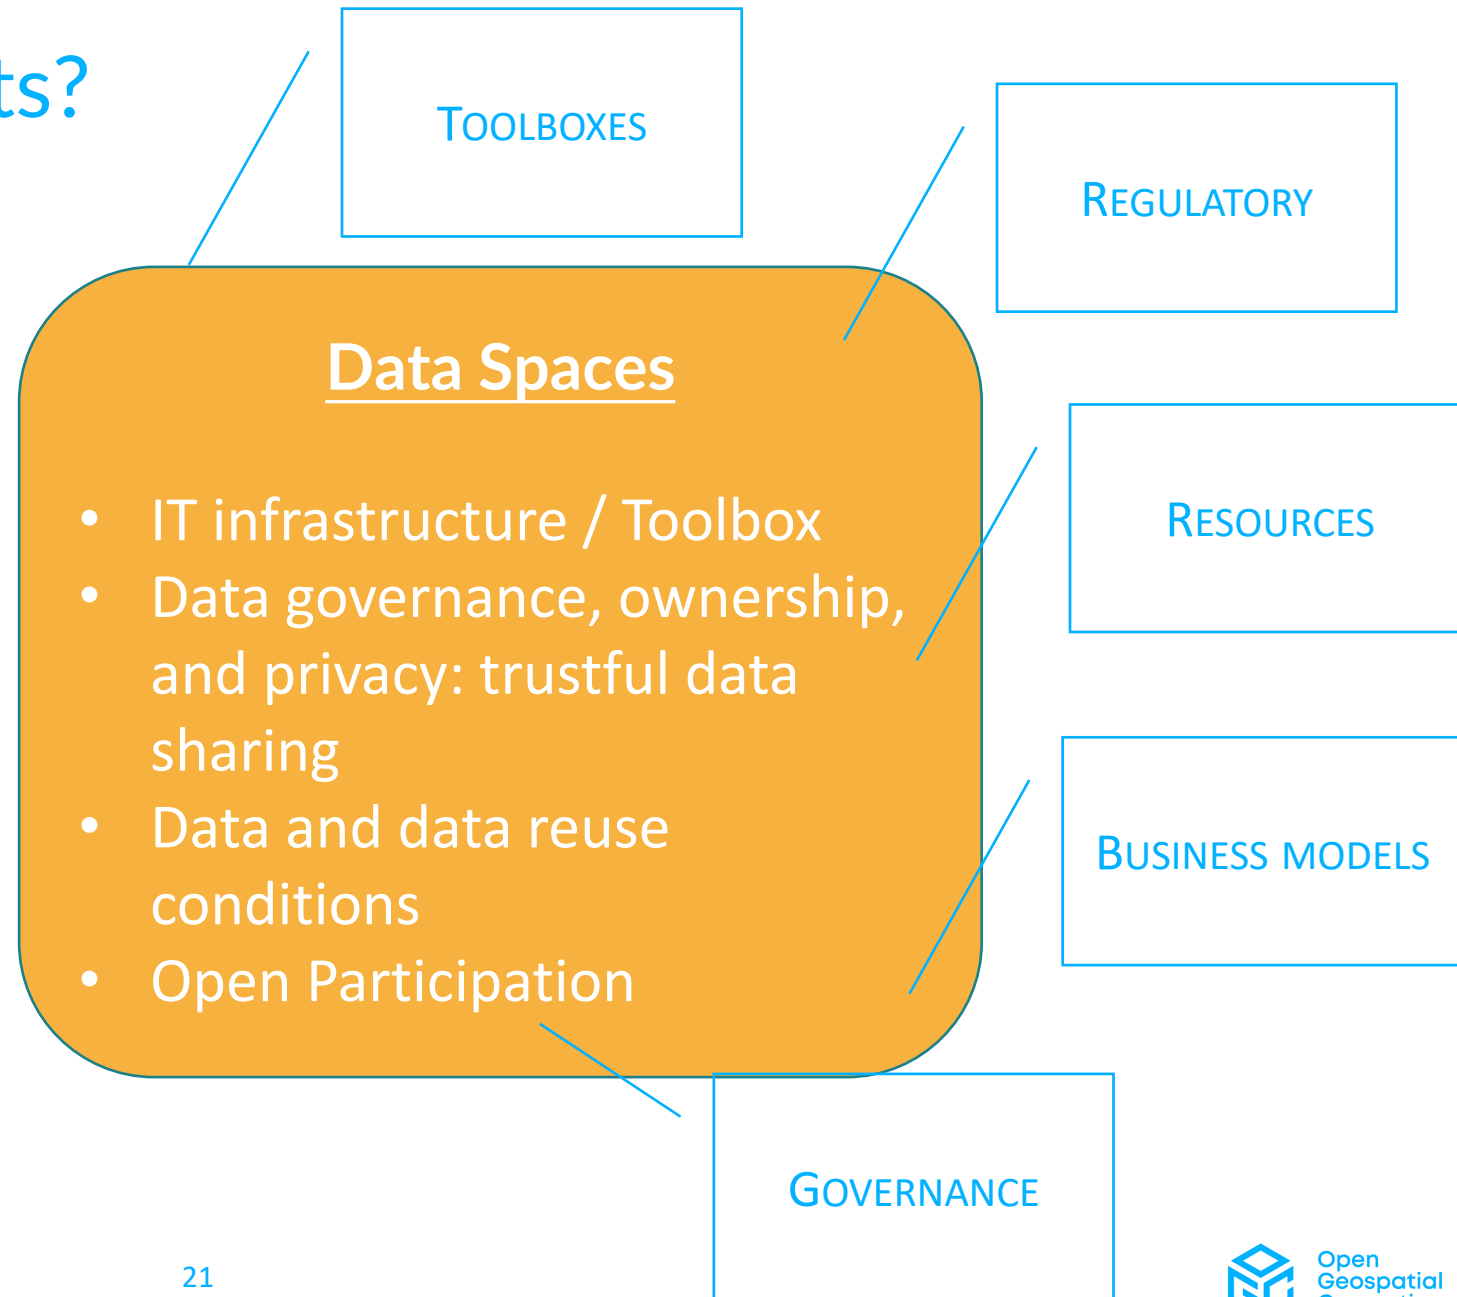 ts?
TOOLBOXES
REGULATORY
Data Spaces
• IT infrastructure / Toolbox
• Data governance, ownership,
and privacy: trustful data
sharing
• Data and data reuse
conditions
• Open Participation
RESOURCES
BUSINESS MODELS
GOVERNANCE
21
Open
Geospatial